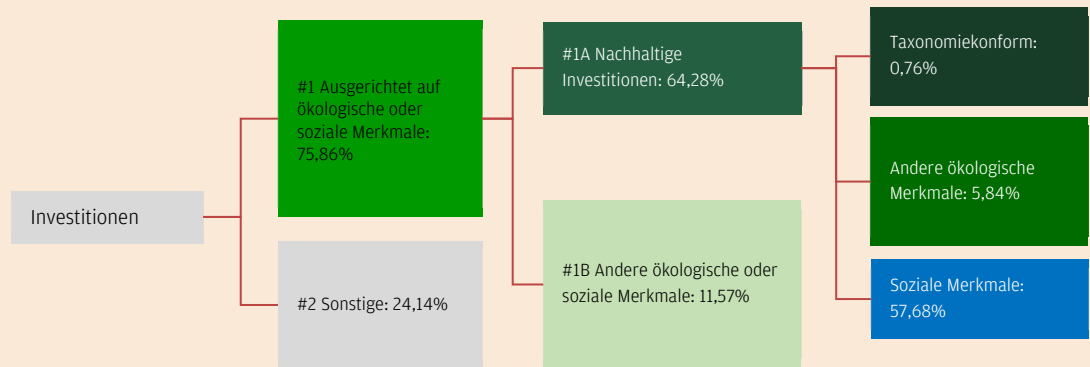 Investitionen
#1 Ausgerichtet auf
ökologische oder
soziale Merkmale:
75,86%
#2 Sonstige: 24,14%
#1A Nachhaltige
Investitionen: 64,28%
#1B Andere ökologische oder
soziale Merkmale: 11,57%
Taxonomiekonform:
0,76%
Andere ökologische
Merkmale: 5,84%
Soziale Merkmale:
57,68%